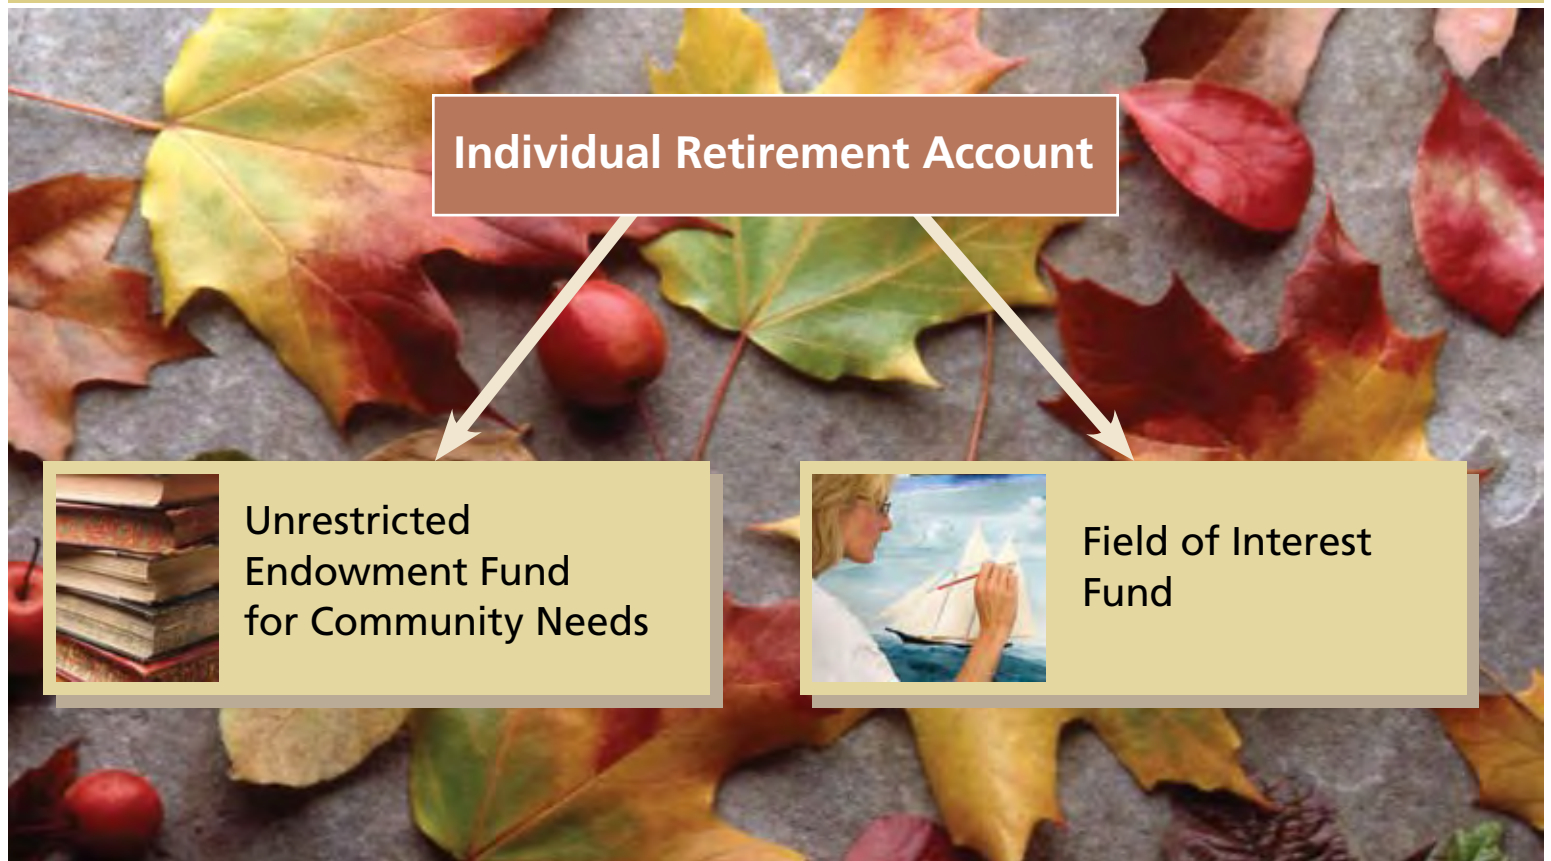 Individual Retirement Account
Unrestricted
Endowment Fund
for Community Needs
Field of Interest
Fund